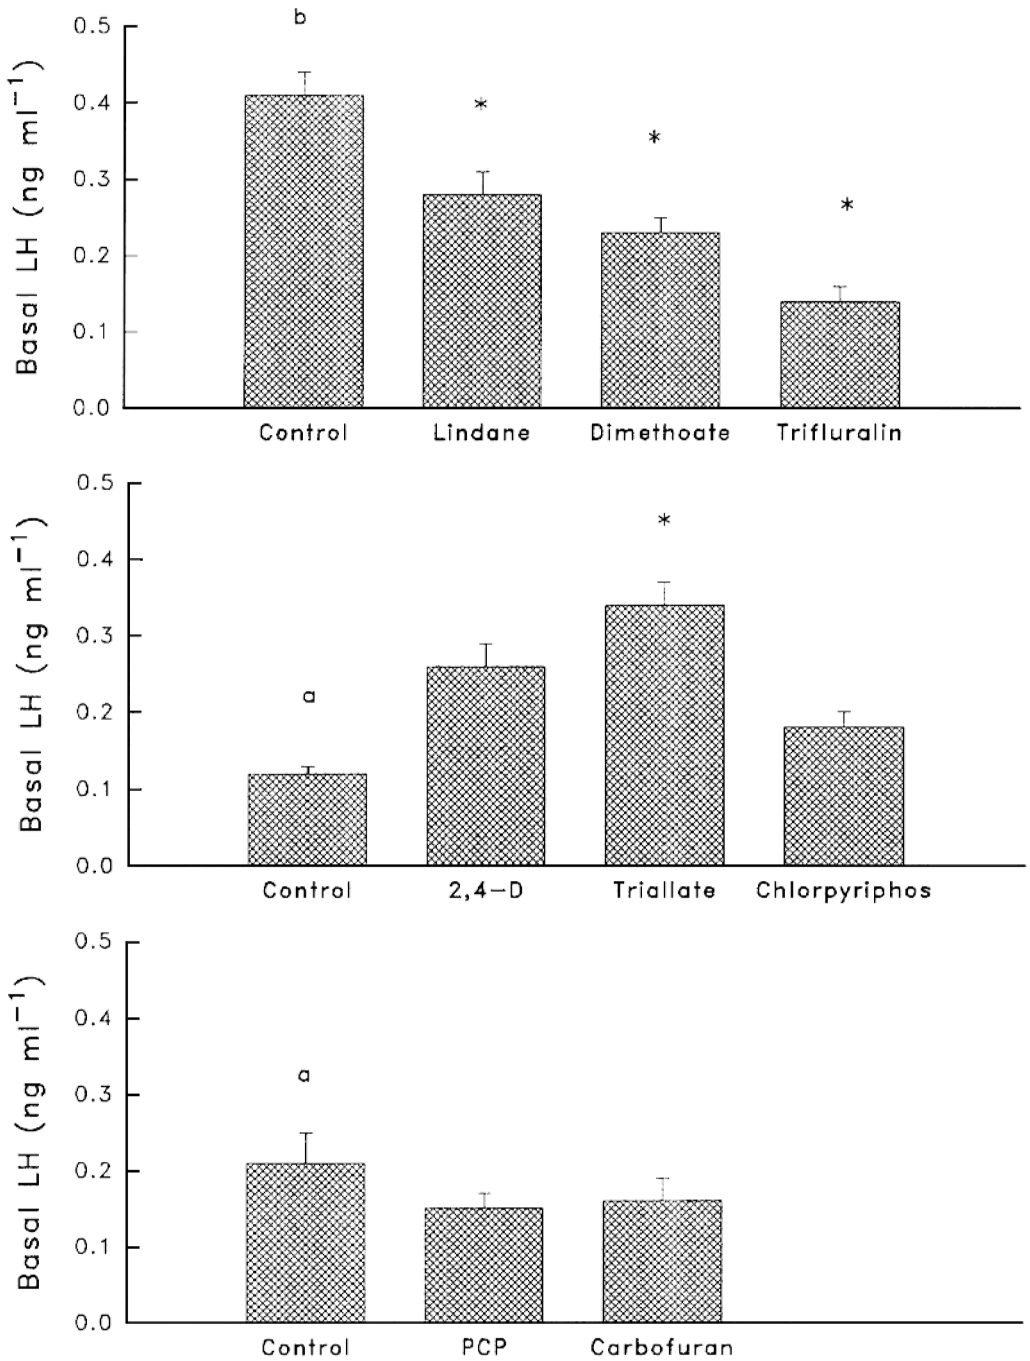 b
0.5
0.4
0.3
0.2
0.1
0.0
Basal LH (ng ml⁻¹)
*
*
*
Control Lindane Dimethoate Trifluralin
0.5
0.4
0.3
0.2
0.1
0.0
Basal LH (ng ml⁻¹)
*
a
Control 2,4-D Triallate Chlorpyriphos
0.5
0.4
0.3
0.2
0.1
0.0
Basal LH (ng ml⁻¹)
a
Control PCP Carbofuran